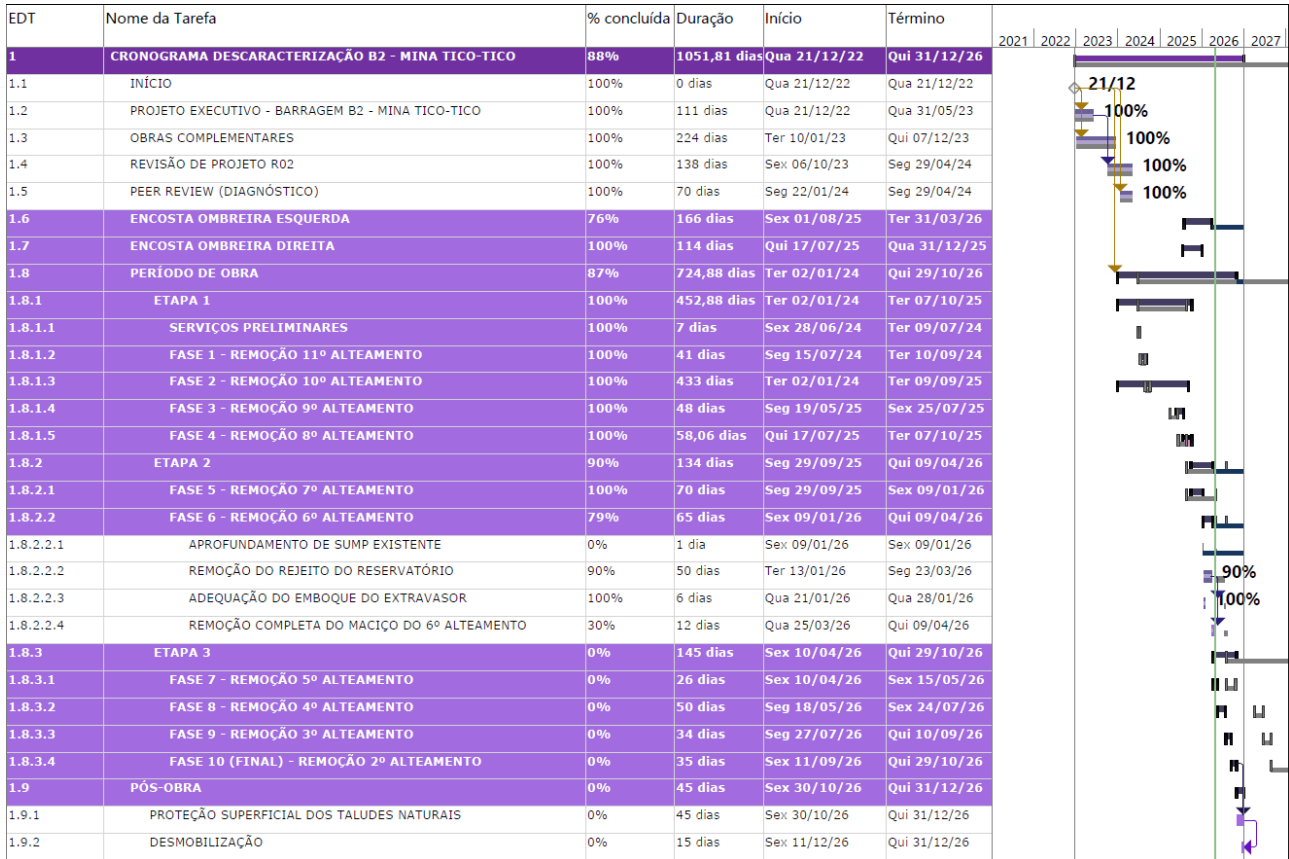 EDT Nome da Tarefa % concluída Duração Início Término
2021 2022 2023 2024 2025 2026 2027
1 CRONOGRAMA DESCARACTERIZAÇÃO B2 - MINA TICO-TICO 88% 1051,81 dias Qua 21/12/22 Qui 31/12/26
1.1 INÍCIO 100% 0 dias Qua 21/12/22 Qua 21/12/22 21/12
1.2 PROJETO EXECUTIVO - BARRAGEM B2 - MINA TICO-TICO 100% 111 dias Qua 21/12/22 Qua 31/05/23 100%
1.3 OBRAS COMPLEMENTARES 100% 224 dias Ter 10/01/23 Qui 07/12/23 100%
1.4 REVISÃO DE PROJETO R02 100% 138 dias Sex 06/10/23 Seg 29/04/24 100%
1.5 PEER REVIEW (DIAGNÓSTICO) 100% 70 dias Seg 22/01/24 Seg 29/04/24 100%
1.6 ENCOSTA OMBREIRA ESQUERDA 76% 166 dias Sex 01/08/25 Ter 31/03/26
1.7 ENCOSTA OMBREIRA DIREITA 100% 114 dias Qui 17/07/25 Qua 31/12/25
1.8 PERÍODO DE OBRA 87% 724,88 dias Ter 02/01/24 Qui 29/10/26
1.8.1 ETAPA 1 100% 452,88 dias Ter 02/01/24 Ter 07/10/25
1.8.1.1 SERVIÇOS PRELIMINARES 100% 7 dias Sex 28/06/24 Ter 09/07/24
1.8.1.2 FASE 1 - REMOÇÃO 11º ALTEAMENTO 100% 41 dias Seg 15/07/24 Ter 10/09/24
1.8.1.3 FASE 2 - REMOÇÃO 10º ALTEAMENTO 100% 433 dias Ter 02/01/24 Ter 09/09/25
1.8.1.4 FASE 3 - REMOÇÃO 9º ALTEAMENTO 100% 48 dias Seg 19/05/25 Sex 25/07/25
1.8.1.5 FASE 4 - REMOÇÃO 8º ALTEAMENTO 100% 58,06 dias Qui 17/07/25 Ter 07/10/25
1.8.2 ETAPA 2 90% 134 dias Seg 29/09/25 Qui 09/04/26
1.8.2.1 FASE 5 - REMOÇÃO 7º ALTEAMENTO 100% 70 dias Seg 29/09/25 Sex 09/01/26
1.8.2.2 FASE 6 - REMOÇÃO 6º ALTEAMENTO 79% 65 dias Sex 09/01/26 Qui 09/04/26
1.8.2.2.1 APROFUNDAMENTO DE SUMP EXISTENTE 0% 1 dia Sex 09/01/26 Sex 09/01/26
1.8.2.2.2 REMOÇÃO DO REJEITO DO RESERVATÓRIO 90% 50 dias Ter 13/01/26 Seg 23/03/26 90%
1.8.2.2.3 ADEQUAÇÃO DO EMBOQUE DO EXTRAVASOR 100% 6 dias Qua 21/01/26 Qua 28/01/26 100%
1.8.2.2.4 REMOÇÃO COMPLETA DO MACIÇO DO 6º ALTEAMENTO 30% 12 dias Qua 25/03/26 Qui 09/04/26
1.8.3 ETAPA 3 0% 145 dias Sex 10/04/26 Qui 29/10/26
1.8.3.1 FASE 7 - REMOÇÃO 5º ALTEAMENTO 0% 26 dias Sex 10/04/26 Sex 15/05/26
1.8.3.2 FASE 8 - REMOÇÃO 4º ALTEAMENTO 0% 50 dias Seg 18/05/26 Sex 24/07/26
1.8.3.3 FASE 9 - REMOÇÃO 3º ALTEAMENTO 0% 34 dias Seg 27/07/26 Qui 10/09/26
1.8.3.4 FASE 10 (FINAL) - REMOÇÃO 2º ALTEAMENTO 0% 35 dias Sex 11/09/26 Qui 29/10/26
1.9 PÓS-OBRA 0% 45 dias Sex 30/10/26 Qui 31/12/26
1.9.1 PROTEÇÃO SUPERFICIAL DOS TALUDES NATURAIS 0% 45 dias Sex 30/10/26 Qui 31/12/26
1.9.2 DESMOBILIZAÇÃO 0% 15 dias Sex 11/12/26 Qui 31/12/26